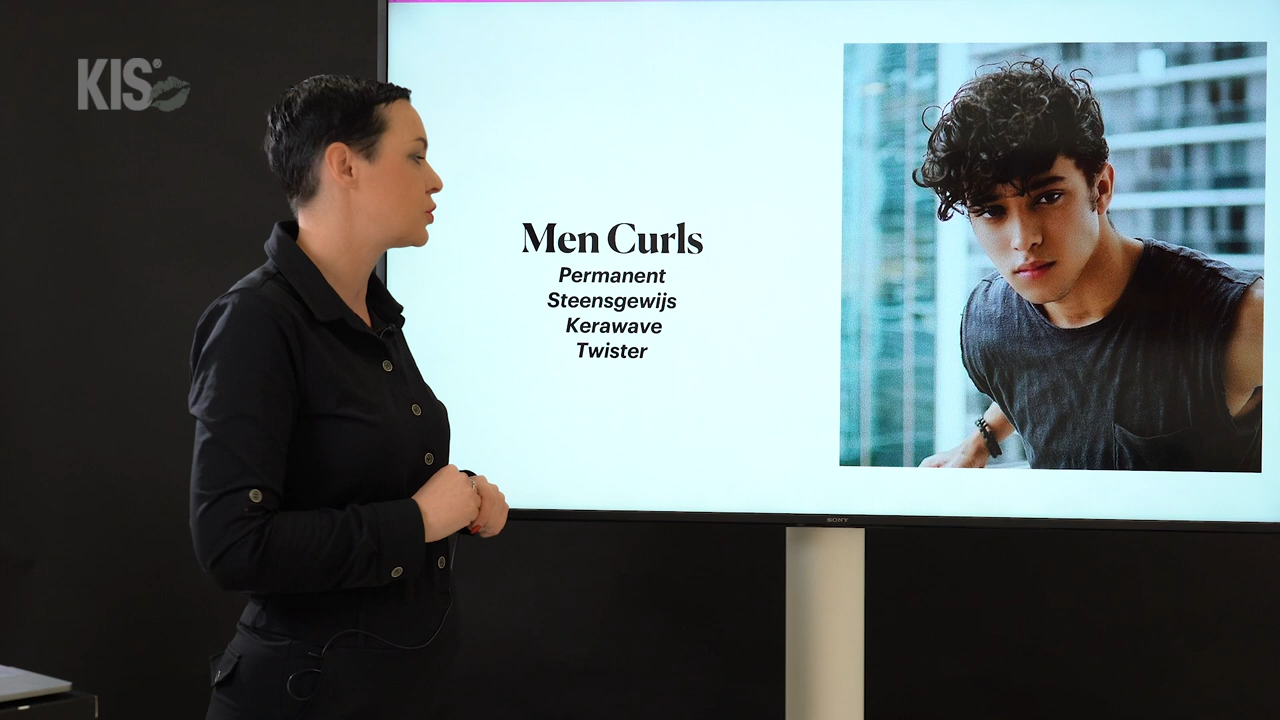 KIS
Men Curls
Permanent
Steensgewijs
Kerawave
Twister
SONY